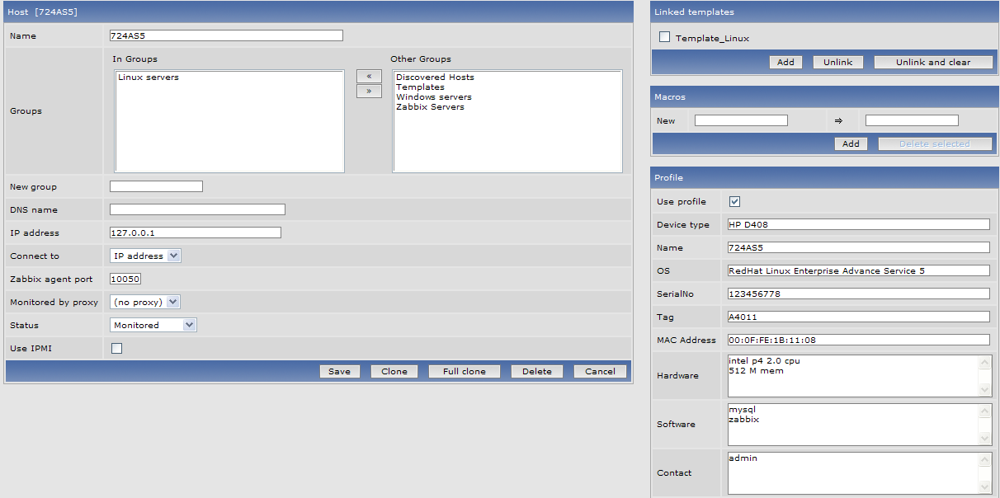 Host [724AS5]
Name 724AS5
In Groups Other Groups
Groups
Linux servers
« 
»
Discovered Hosts
Templates
Windows servers
Zabbix Servers
New group
DNS name
IP address 127.0.0.1
Connect to IP address
Zabbix agent port 10050
Monitored by proxy (no proxy)
Status Monitored
Use IPMI
Save Clone Full clone Delete Cancel
Linked templates
Template_Linux
Add Unlink Unlink and clear
Macros
New ⇒
Add Delete selected
Profile
Use profile
Device type HP D408
Name 724AS5
OS RedHat Linux Enterprise Advance Service 5
SerialNo 123456778
Tag A4011
MAC Address 00:0F:FE:1B:11:08
Hardware
intel p4 2.0 cpu
512 M mem
Software
mysql
zabbix
Contact
admin